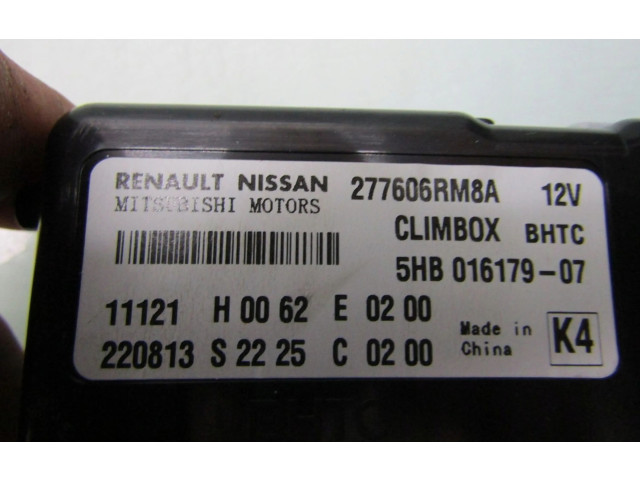 RENAULT NISSAN 277606RM8A 12V
MITSUBISHI MOTORS CLIMBOX BHTC
5HB 016179-07
11121 H 00 62 E 02 00
220813 S 22 25 C 02 00
Made in China K4